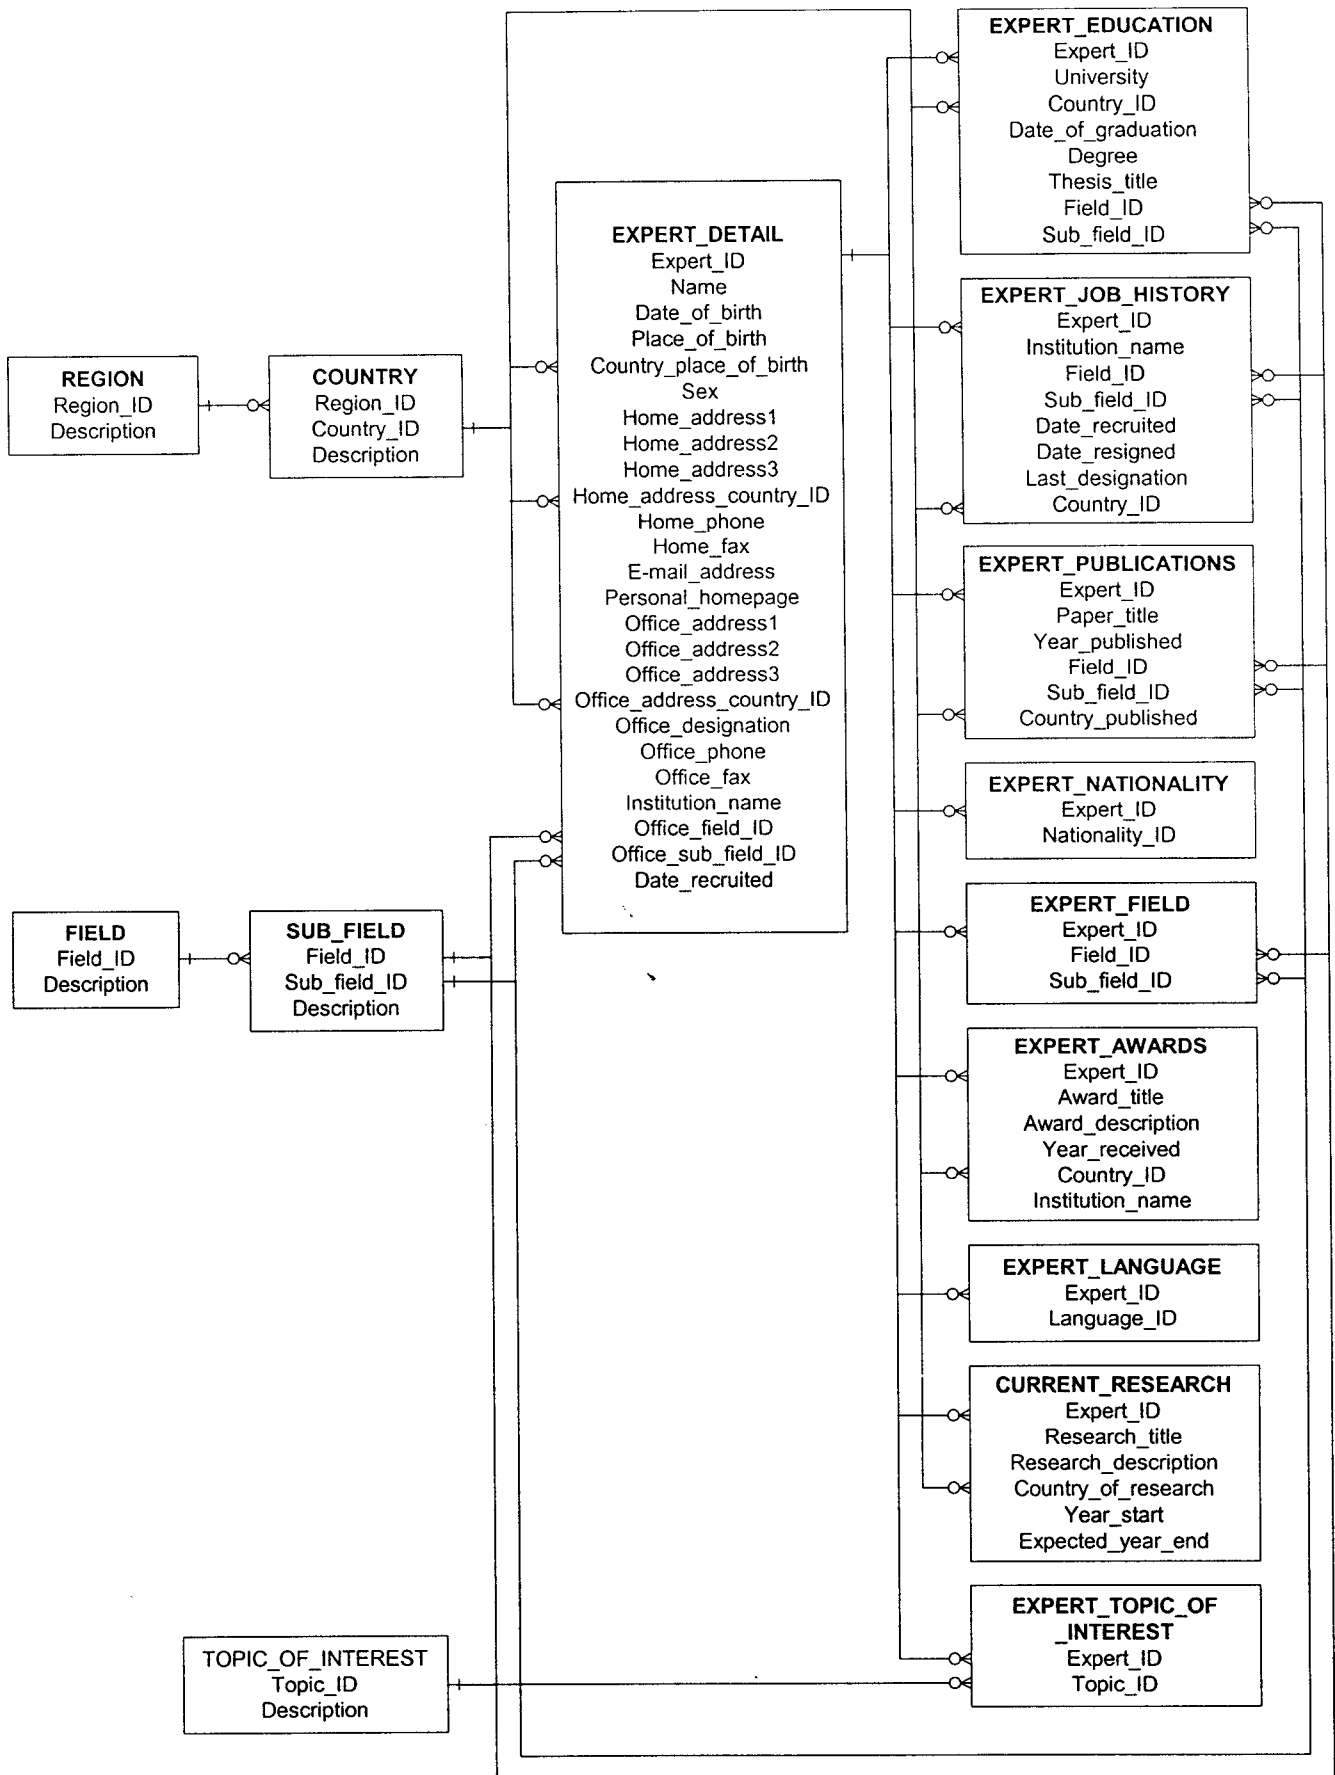 REGION
Region_ID
Description
COUNTRY
Region_ID
Country_ID
Description
FIELD
Field_ID
Description
SUB_FIELD
Field_ID
Sub_field_ID
Description
TOPIC_OF_INTEREST
Topic_ID
Description
EXPERT_DETAIL
Expert_ID
Name
Date_of_birth
Place_of_birth
Country_place_of_birth
Sex
Home_address1
Home_address2
Home_address3
Home_address_country_ID
Home_phone
Home_fax
E-mail_address
Personal_homepage
Office_address1
Office_address2
Office_address3
Office_address_country_ID
Office_designation
Office_phone
Office_fax
Institution_name
Office_field_ID
Office_sub_field_ID
Date_recruited
EXPERT_EDUCATION
Expert_ID
University
Country_ID
Date_of_graduation
Degree
Thesis_title
Field_ID
Sub_field_ID
EXPERT_JOB_HISTORY
Expert_ID
Institution_name
Field_ID
Sub_field_ID
Date_recruited
Date_resigned
Last_designation
Country_ID
EXPERT_PUBLICATIONS
Expert_ID
Paper_title
Year_published
Field_ID
Sub_field_ID
Country_published
EXPERT_NATIONALITY
Expert_ID
Nationality_ID
EXPERT_FIELD
Expert_ID
Field_ID
Sub_field_ID
EXPERT_AWARDS
Expert_ID
Award_title
Award_description
Year_received
Country_ID
Institution_name
EXPERT_LANGUAGE
Expert_ID
Language_ID
CURRENT_RESEARCH
Expert_ID
Research_title
Research_description
Country_of_research
Year_start
Expected_year_end
EXPERT_TOPIC_OF
_INTEREST
Expert_ID
Topic_ID